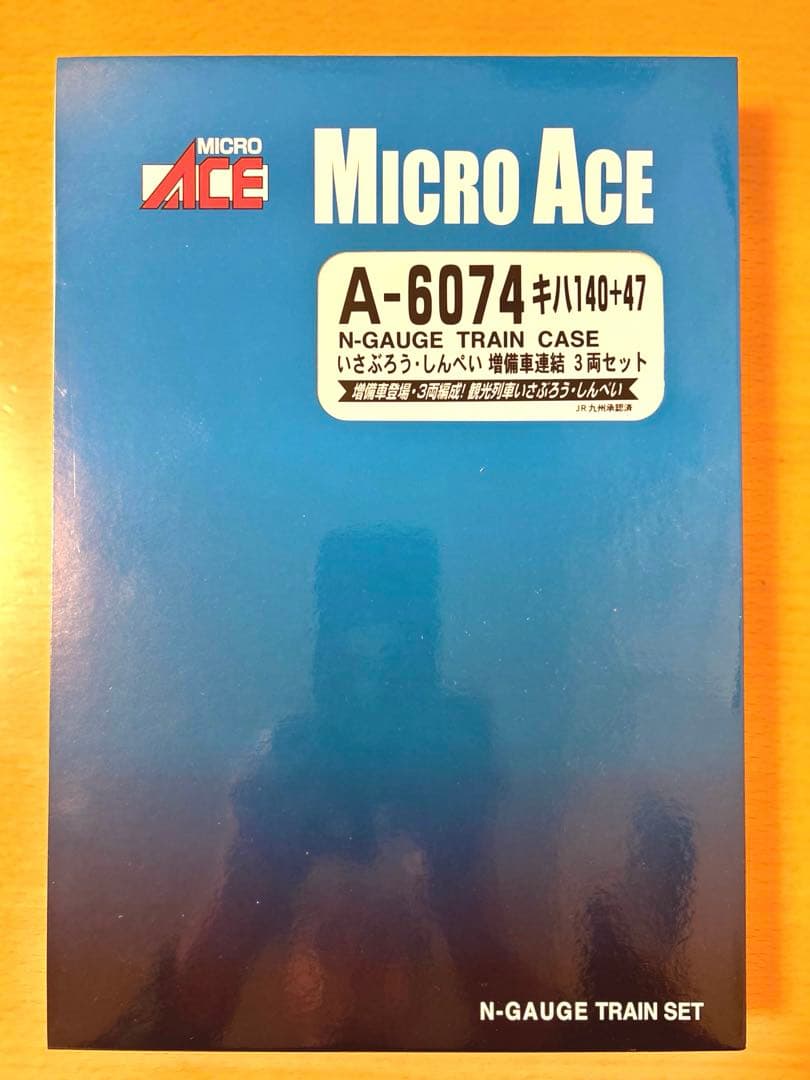 MICRO
ACE
MICRO ACE
A-6074 キハ140+47
N-GAUGE TRAIN CASE
いさぶろう・しんぺい 増備車連結 3両セット
増備車登場・3両編成! 観光列車いさぶろう・しんぺい
JR九州承認済
N-GAUGE TRAIN SET